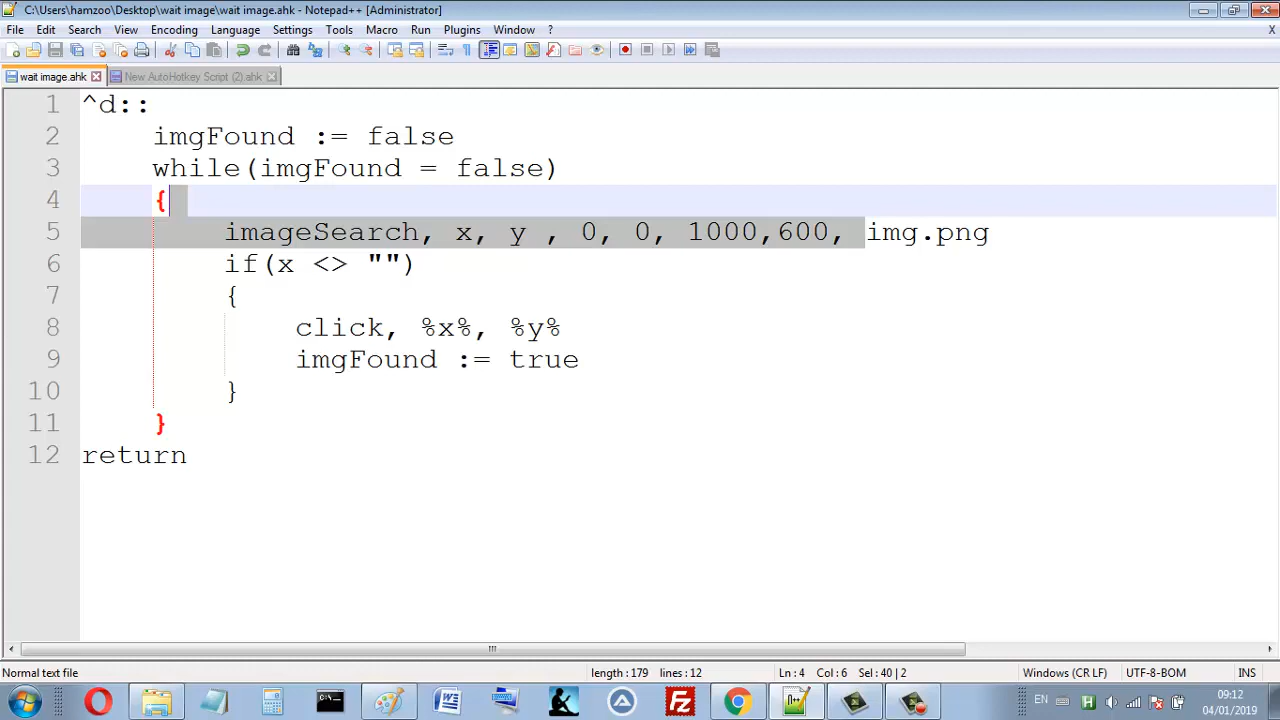 C:\Users\hamzoo\Desktop\wait image\wait image.ahk - Notepad++ [Administrator]
File Edit Search View Encoding Language Settings Tools Macro Run Plugins Window ? X
wait image.ahk New AutoHotkey Script (2).ahk
1 ^d::
2 imgFound := false
3 while(imgFound = false)
4 {
5 imageSearch, x, y , 0, 0, 1000,600, img.png
6 if(x <> "")
7 {
8 click, %x%, %y%
9 imgFound := true
10 }
11 }
12 return
Normal text file length : 179 lines : 12 Ln : 4 Col : 6 Sel : 40 | 2 Windows (CR LF) UTF-8-BOM INS
EN 09:12
04/01/2019